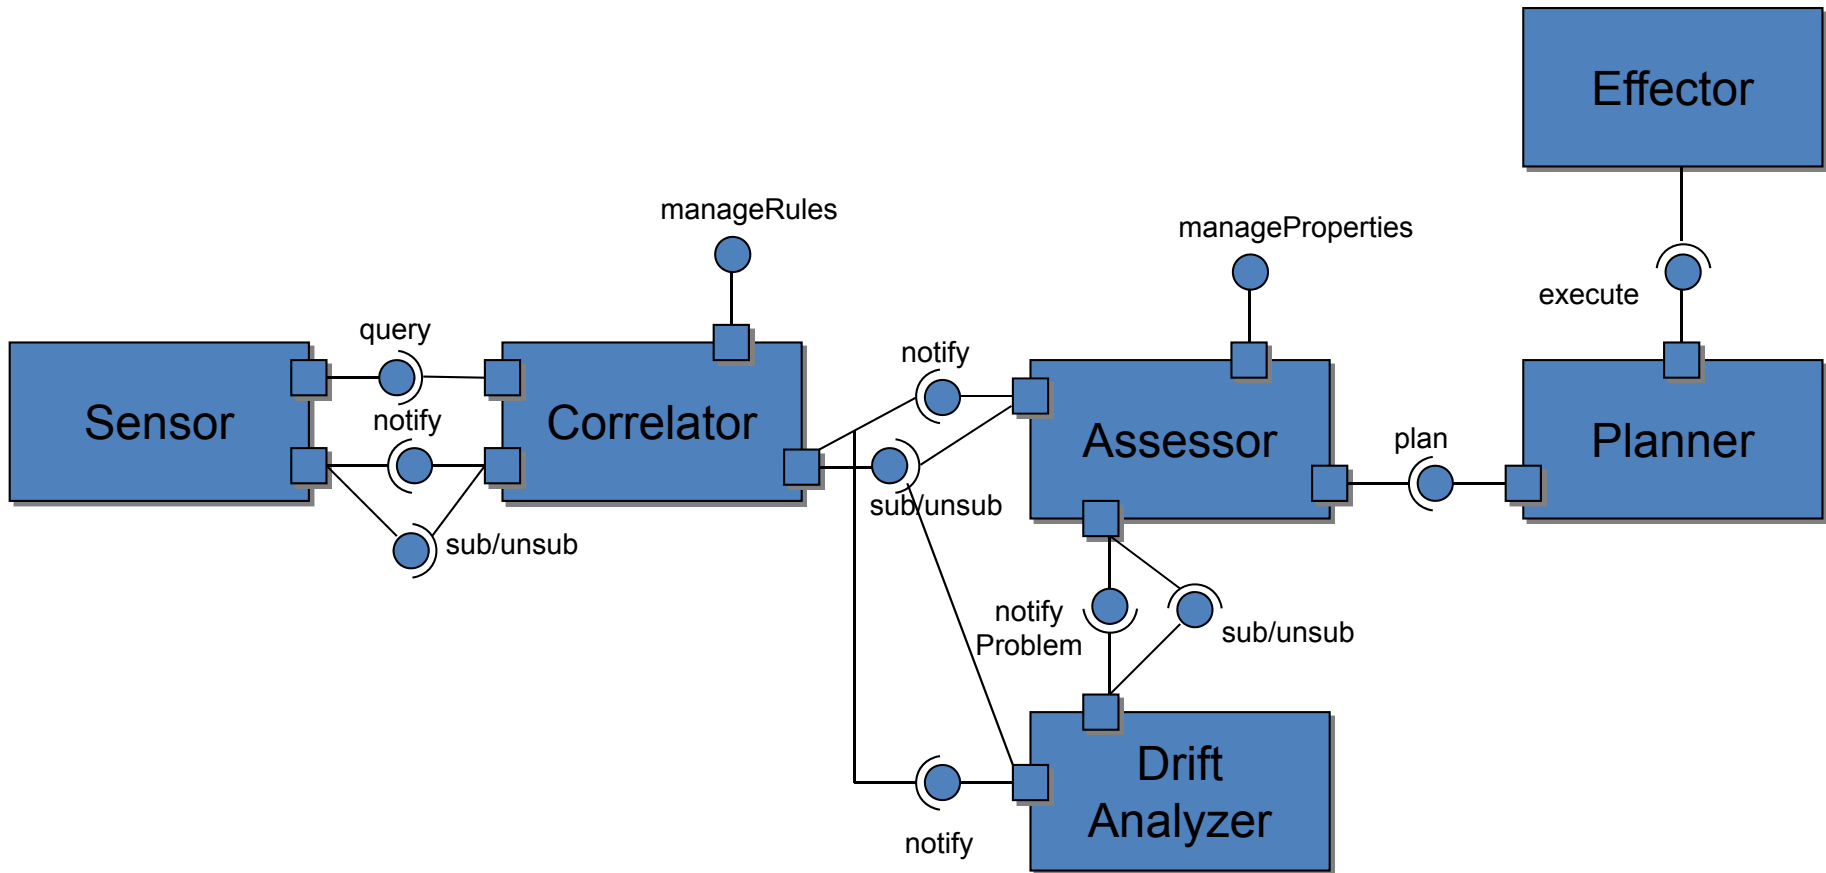 Effector
manageRules
manageProperties
execute
query
notify
notify
Sensor
Correlator
Assessor
Planner
plan
sub/unsub
sub/unsub
notify
Problem
sub/unsub
Drift
Analyzer
notify